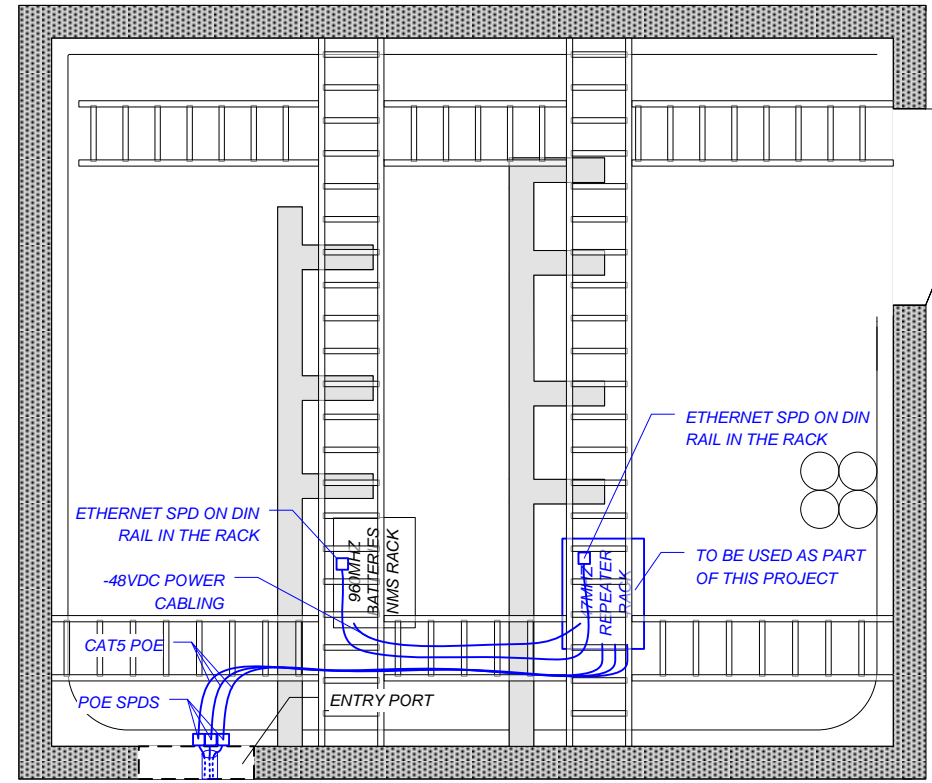 ETHERNET SPD ON DIN
RAIL IN THE RACK
ETHERNET SPD ON DIN
RAIL IN THE RACK
960MHZ
BATTERIES
NMS RACK
47MHZ
REPEATER
RACK
TO BE USED AS PART
OF THIS PROJECT
-48VDC POWER
CABLING
CAT5 POE
POE SPDS
ENTRY PORT